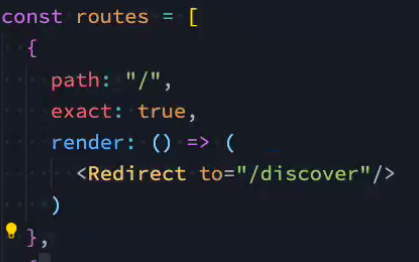 const routes = [
{
path: "/",
exact: true,
render: () => (
<Redirect to="/discover"/>
)
},